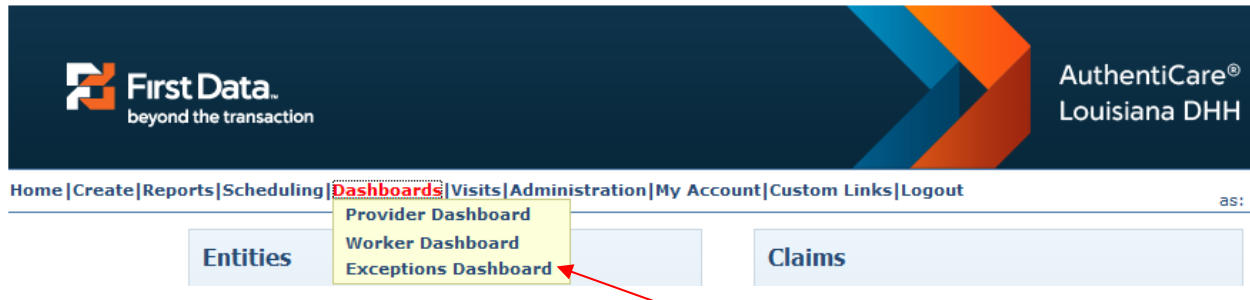 First Data™
beyond the transaction
AuthentiCare®
Louisiana DHH
Home|Create|Reports|Scheduling|Dashboards|Visits|Administration|My Account|Custom Links|Logout
as:
Provider Dashboard
Worker Dashboard
Exceptions Dashboard
Entities
Claims